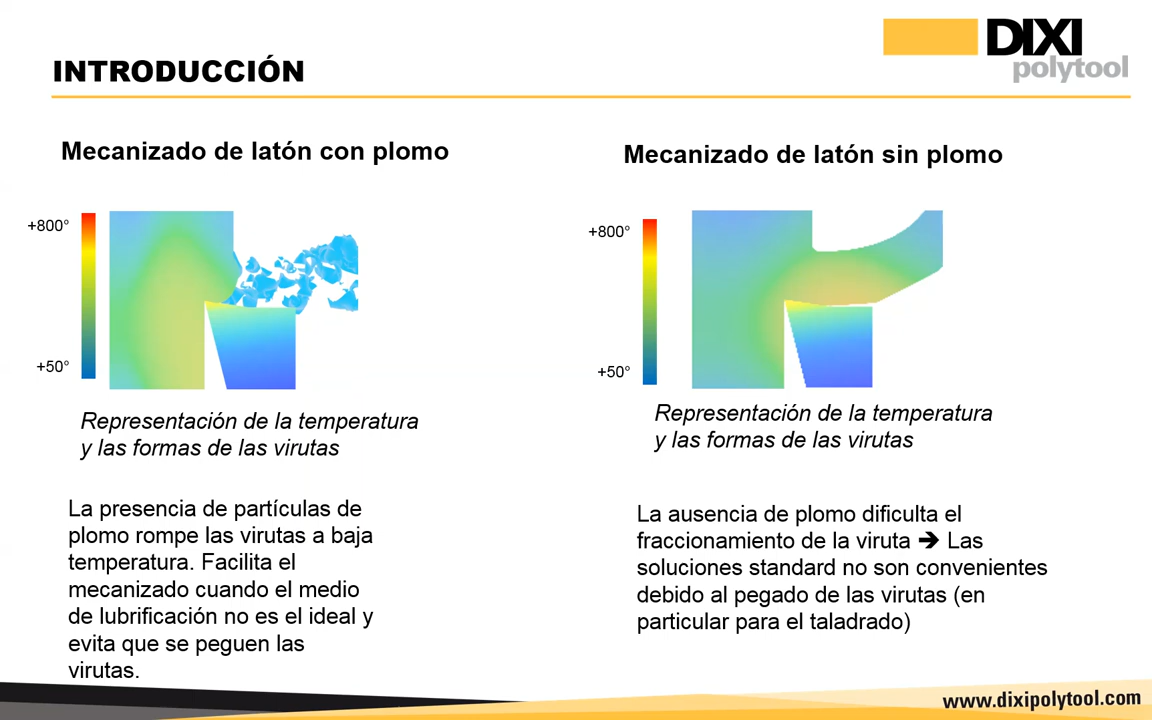 INTRODUCCIÓN
DIXI
polytool
Mecanizado de latón con plomo
+800°
+50°
Representación de la temperatura
y las formas de las virutas
La presencia de partículas de
plomo rompe las virutas a baja
temperatura. Facilita el
mecanizado cuando el medio
de lubrificación no es el ideal y
evita que se peguen las
virutas.
Mecanizado de latón sin plomo
+800°
+50°
Representación de la temperatura
y las formas de las virutas
La ausencia de plomo dificulta el
fraccionamiento de la viruta 🡺 Las
soluciones standard no son convenientes
debido al pegado de las virutas (en
particular para el taladrado)
www.dixipolytool.com